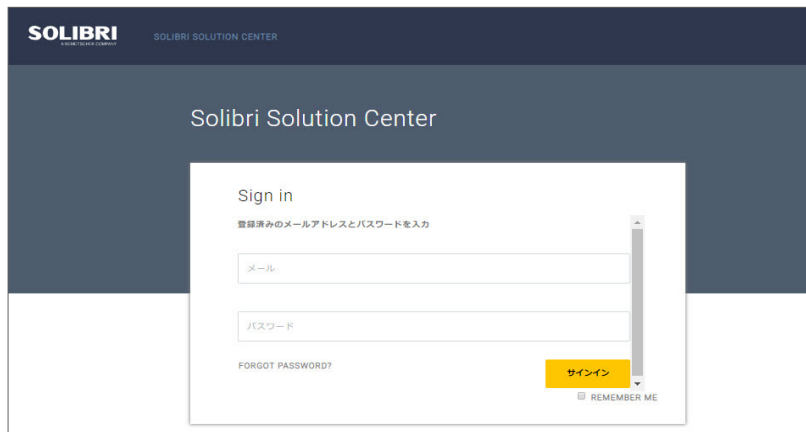 SOLIBRI
A NEMETSCHEK COMPANY
SOLIBRI SOLUTION CENTER
Solibri Solution Center
Sign in
登録済みのメールアドレスとパスワードを入力
メール
パスワード
FORGOT PASSWORD?
サインイン
REMEMBER ME